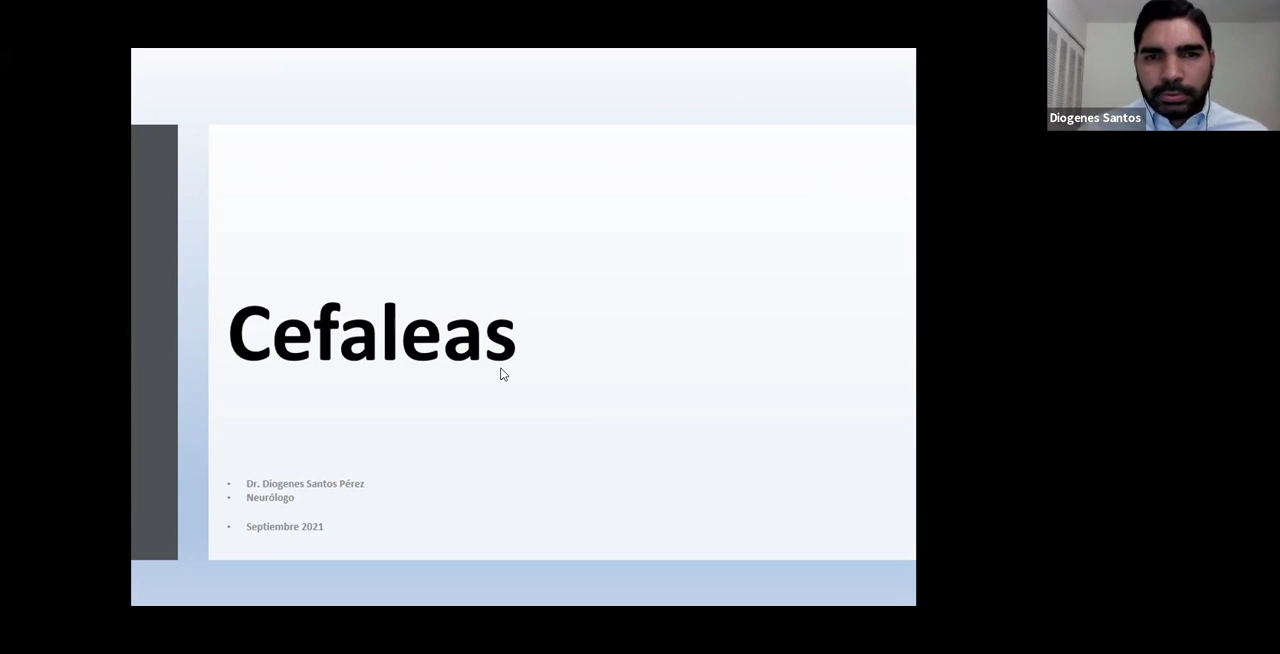 Diogenes Santos
Cefaleas
• Dr. Diogenes Santos Pérez
• Neurólogo
• Septiembre 2021